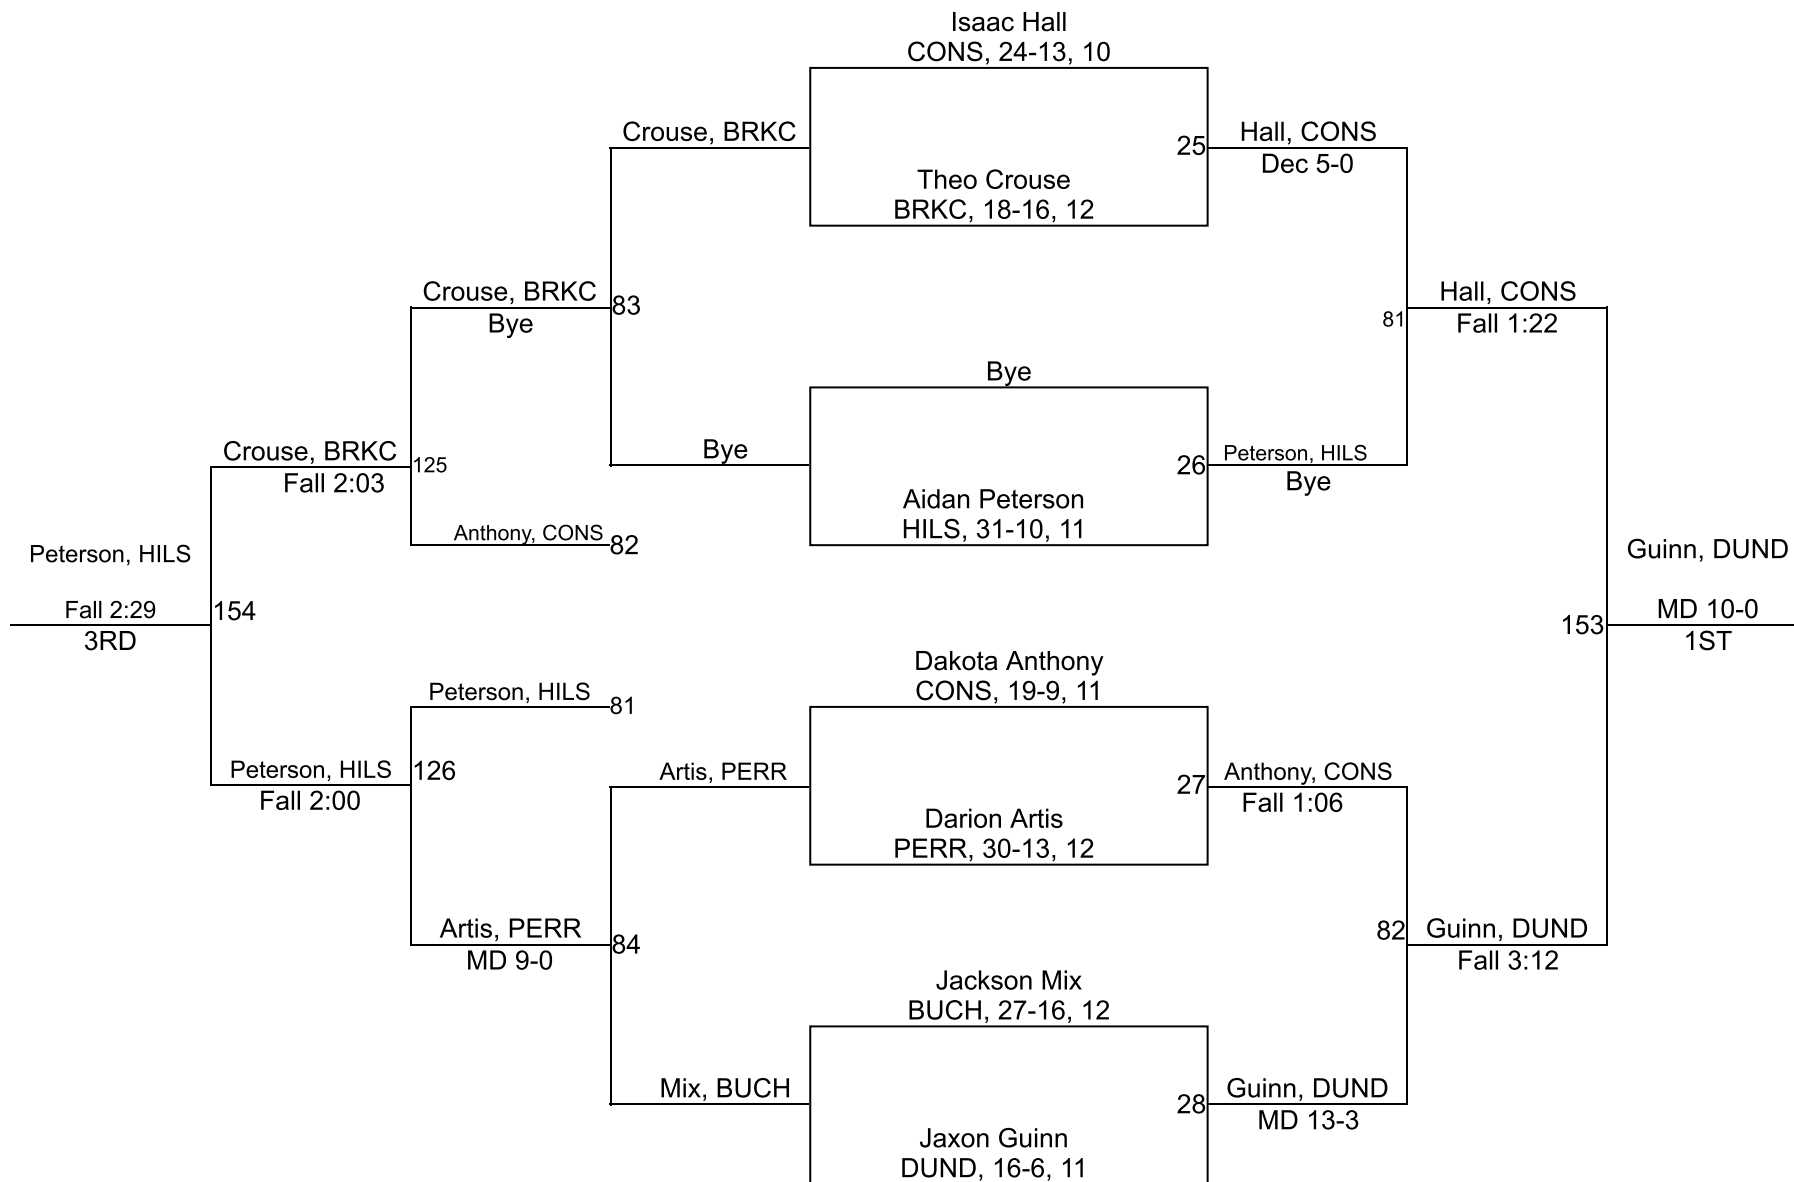 Isaac Hall
CONS, 24-13, 10
Crouse, BRKC
25
Hall, CONS
Dec 5-0
Theo Crouse
BRKC, 18-16, 12
Crouse, BRKC
Bye
83
Hall, CONS
Fall 1:22
81
Bye
Crouse, BRKC
Fall 2:03
125
Bye
26
Peterson, HILS
Bye
Aidan Peterson
HILS, 31-10, 11
Anthony, CONS
82
Peterson, HILS
Fall 2:29
3RD
154
Guinn, DUND
MD 10-0
1ST
153
Dakota Anthony
CONS, 19-9, 11
Peterson, HILS
81
Peterson, HILS
Fall 2:00
126
Artis, PERR
27
Anthony, CONS
Fall 1:06
Darion Artis
PERR, 30-13, 12
Artis, PERR
MD 9-0
84
82
Guinn, DUND
Fall 3:12
Jackson Mix
BUCH, 27-16, 12
Mix, BUCH
28
Guinn, DUND
MD 13-3
Jaxon Guinn
DUND, 16-6, 11